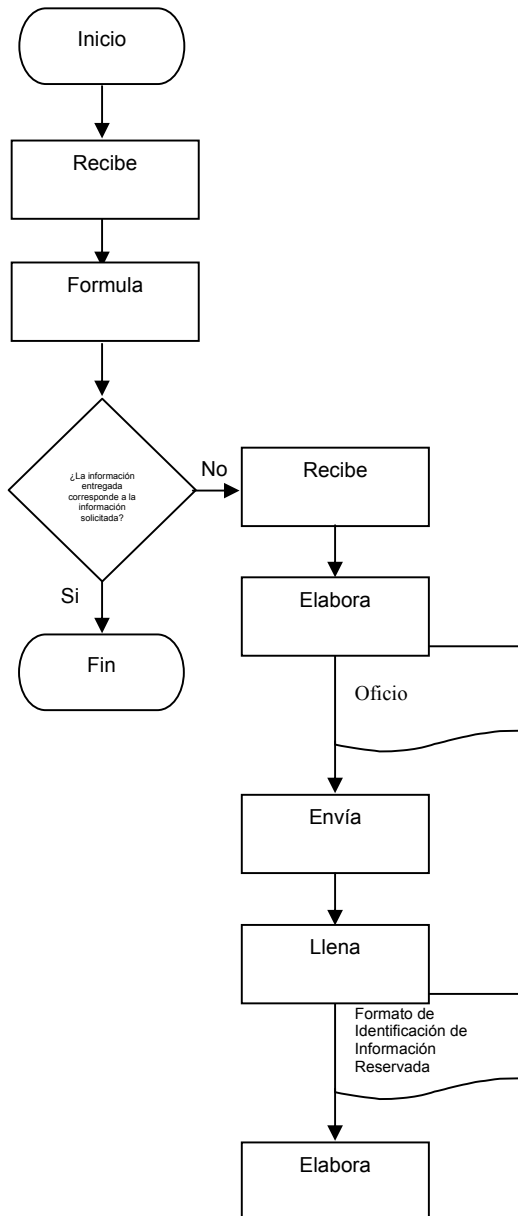 Inicio
Recibe
Formula
¿La información
entregada
corresponde a la
información
solicitada?
No
Si
Fin
Recibe
Elabora
Oficio
Envía
Llena
Formato de
Identificación de
Información
Reservada
Elabora